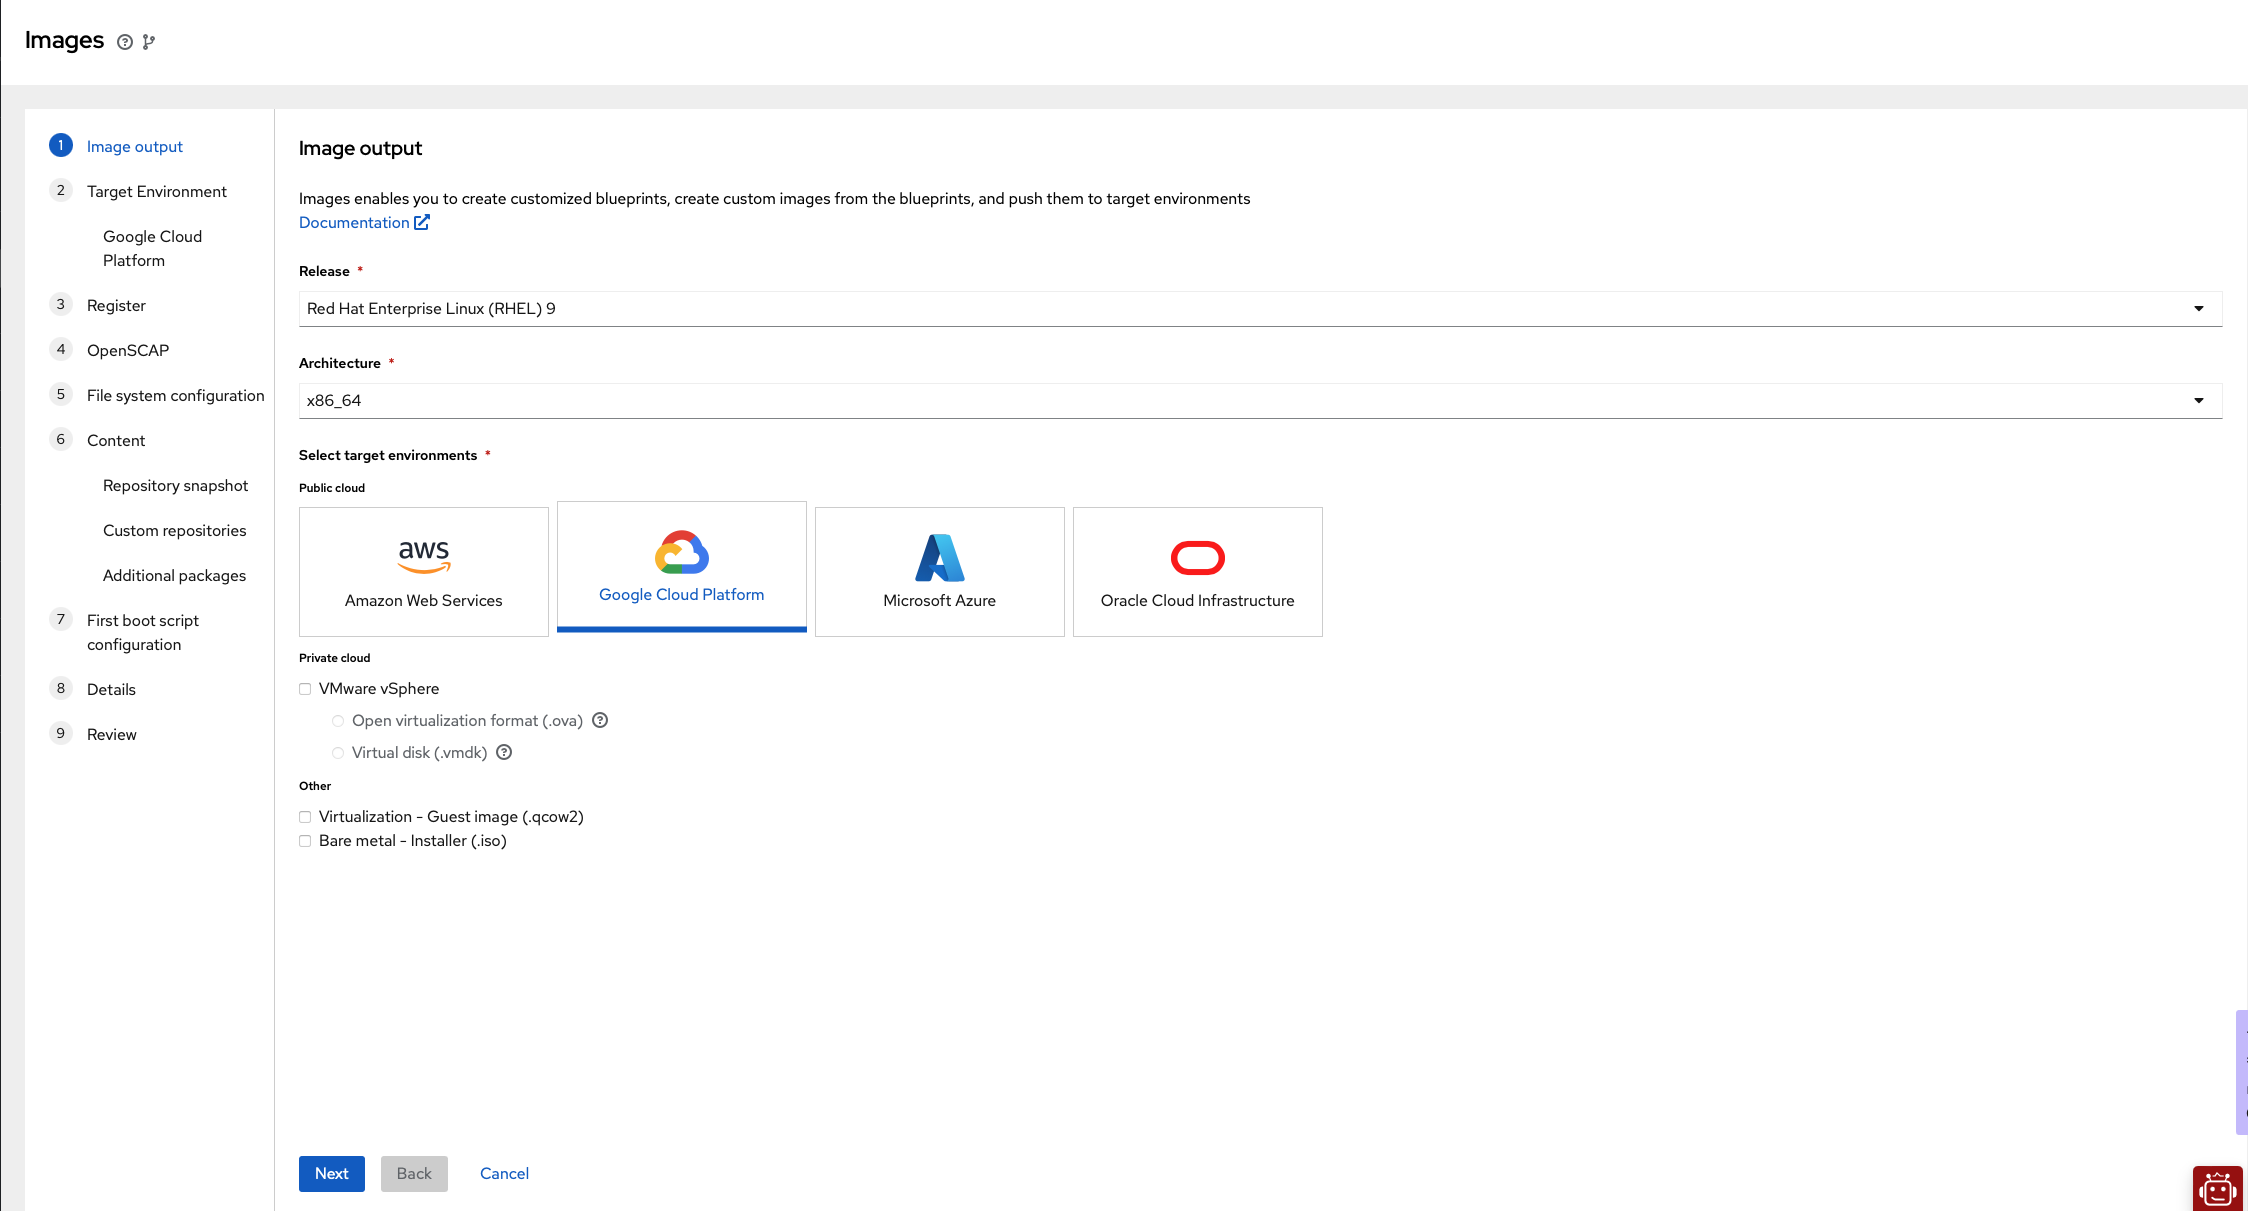 Images
1 Image output
2 Target Environment
Google Cloud
Platform
3 Register
4 OpenSCAP
5 File system configuration
6 Content
Repository snapshot
Custom repositories
Additional packages
7 First boot script
configuration
8 Details
9 Review
Image output
Images enables you to create customized blueprints, create custom images from the blueprints, and push them to target environments
Documentation
Release *
Red Hat Enterprise Linux (RHEL) 9
Architecture *
x86_64
Select target environments *
Public cloud
aws
Amazon Web Services
Google Cloud Platform
Microsoft Azure
Oracle Cloud Infrastructure
Private cloud
VMware vSphere
Open virtualization format (.ova)
Virtual disk (.vmdk)
Other
Virtualization - Guest image (.qcow2)
Bare metal - Installer (.iso)
Next Back Cancel